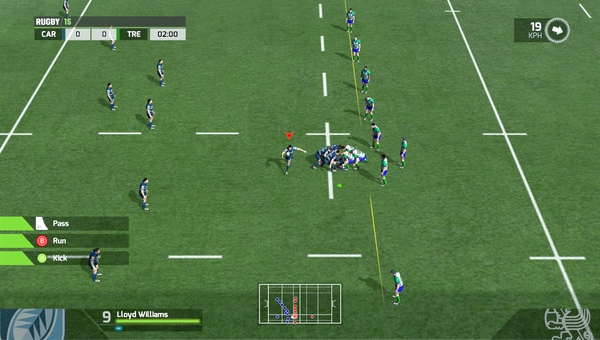 RUGBY 15
CAR 0 0 TRE 02:00
19
KPH
Pass
B Run
A Kick
9 Lloyd Williams